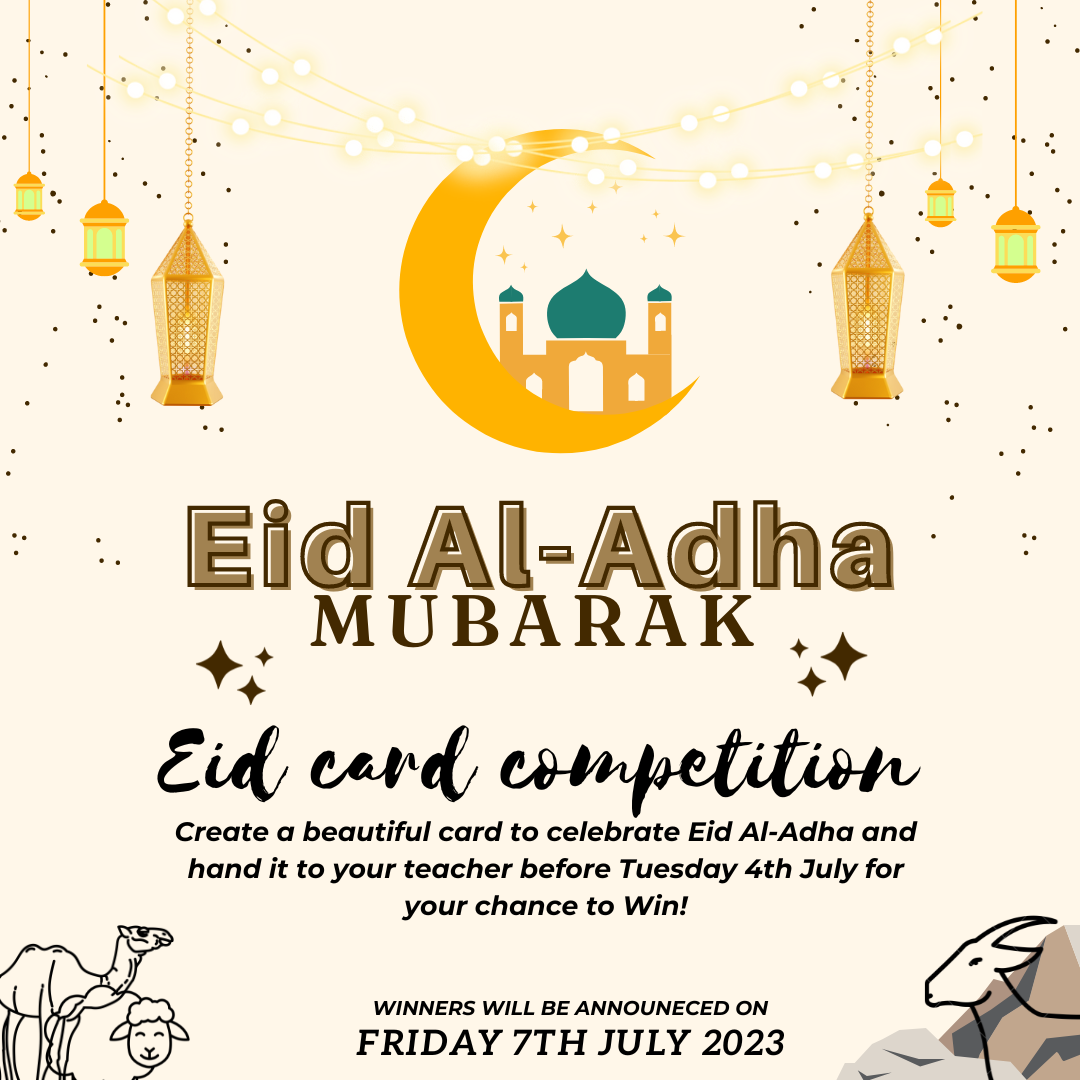 Eid Al-Adha
MUBARAK
Eid card competition
Create a beautiful card to celebrate Eid Al-Adha and
hand it to your teacher before Tuesday 4th July for
your chance to Win!
WINNERS WILL BE ANNOUNECED ON
FRIDAY 7TH JULY 2023